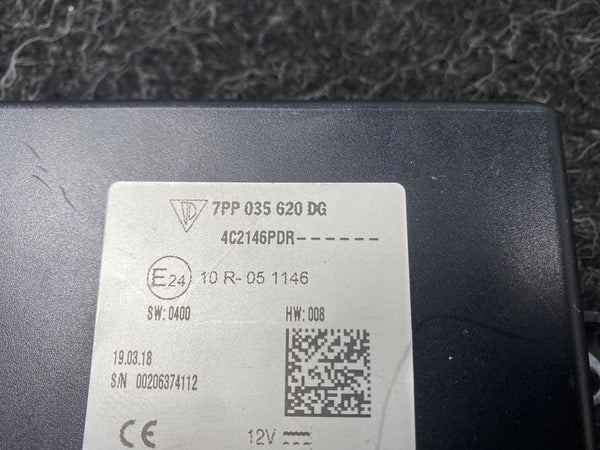 7PP 035 620 DG
4C2146PDR-------
E24 10 R- 05 1146
SW: 0400 HW: 008
19.03.18
S/N 00206374112
CE 12V